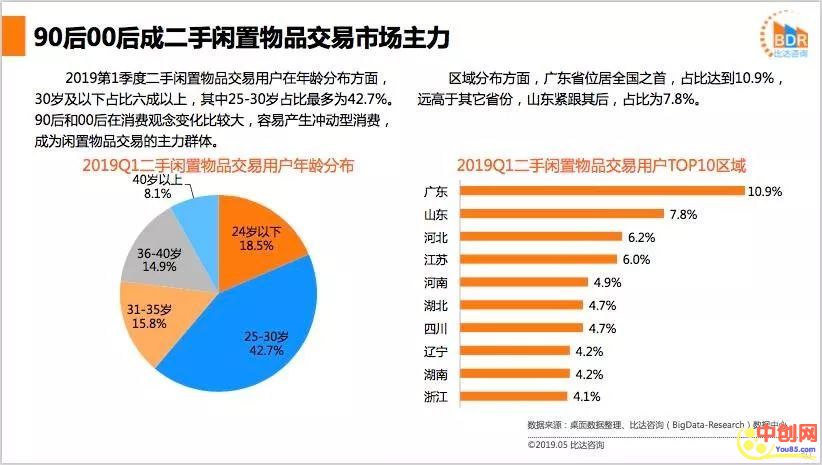 90后00后成二手闲置物品交易市场主力
BDR
比达咨询
2019第1季度二手闲置物品交易用户在年龄分布方面，
30岁及以下占比六成以上，其中25-30岁占比最多为42.7%。
90后和00后在消费观念变化比较大，容易产生冲动型消费，
成为闲置物品交易的主力群体。
区域分布方面，广东省位居全国之首，占比达到10.9%，
远高于其它省份，山东紧跟其后，占比为7.8%。
2019Q1二手闲置物品交易用户年龄分布
40岁以上
8.1%
24岁以下
18.5%
36-40岁
14.9%
31-35岁
15.8%
25-30岁
42.7%
2019Q1二手闲置物品交易用户TOP10区域
广东 10.9%
山东 7.8%
河北 6.2%
江苏 6.0%
河南 4.9%
湖北 4.7%
四川 4.7%
辽宁 4.2%
湖南 4.2%
浙江 4.1%
数据来源：桌面数据整理、比达咨询（BigData-Research）数据中心
©2019.05 比达咨询
中创网
You85.com